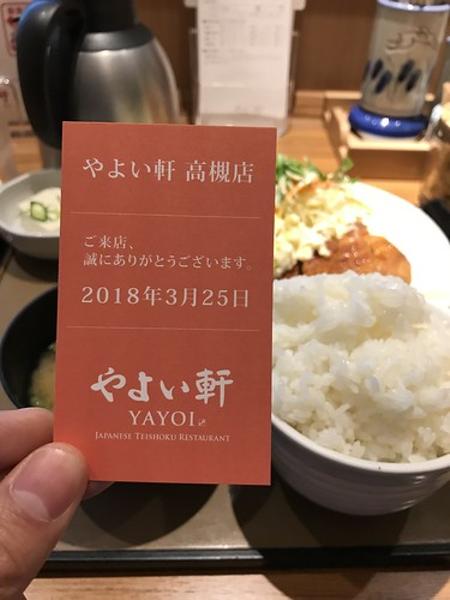 やよい軒 高槻店
ご来店、
誠にありがとうございます。
2018年3月25日
やよい軒
YAYOI
JAPANESE TEISHOKU RESTAURANT